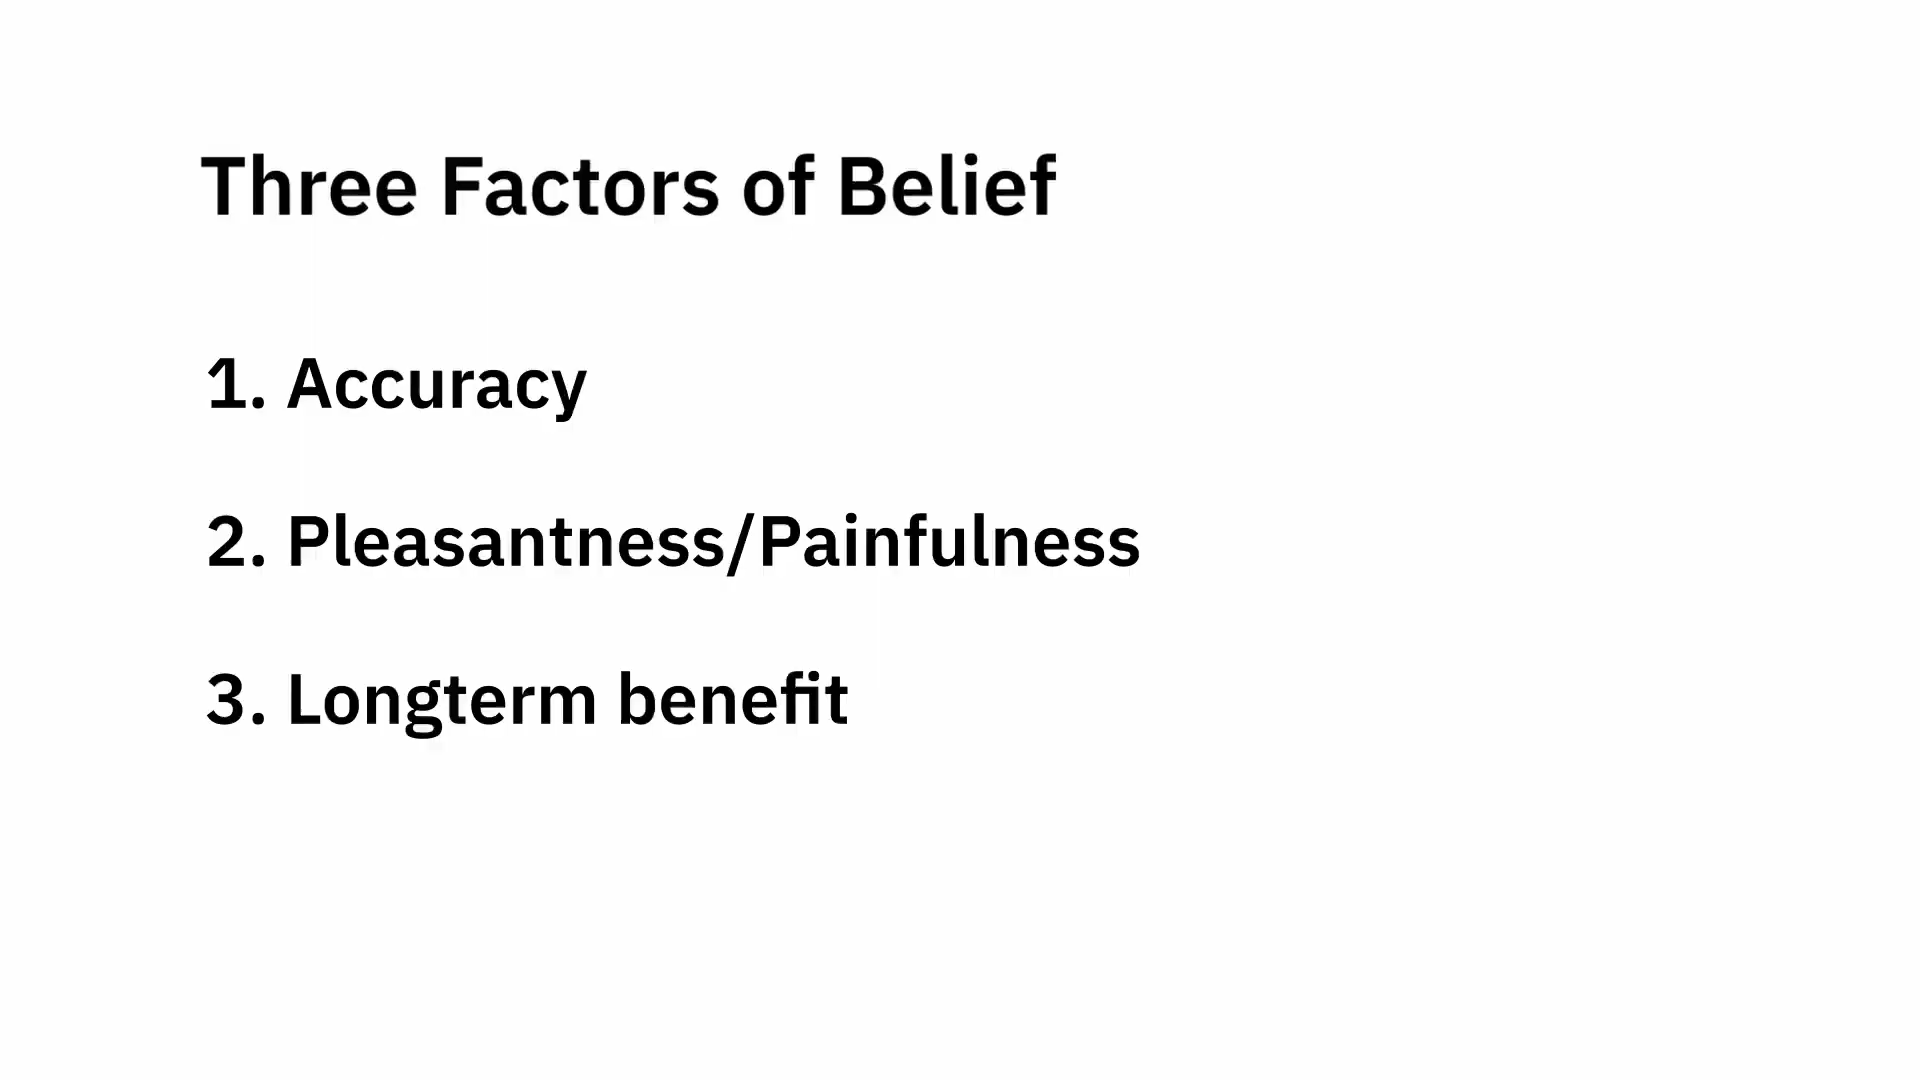 Three Factors of Belief
1. Accuracy
2. Pleasantness/Painfulness
3. Longterm benefit